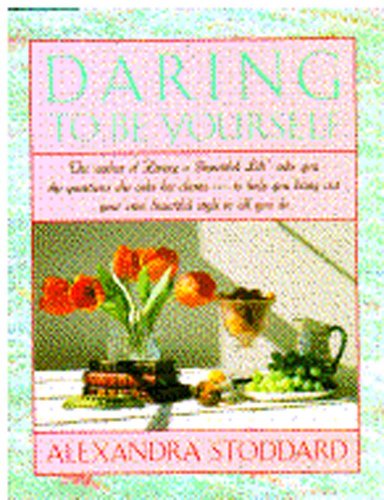 DARING
TO BE YOURSELF
The author of "Living a Beautiful Life" asks you
the questions she asks her clients — to help you bring out
your own beautiful style in all you do
ALEXANDRA STODDARD